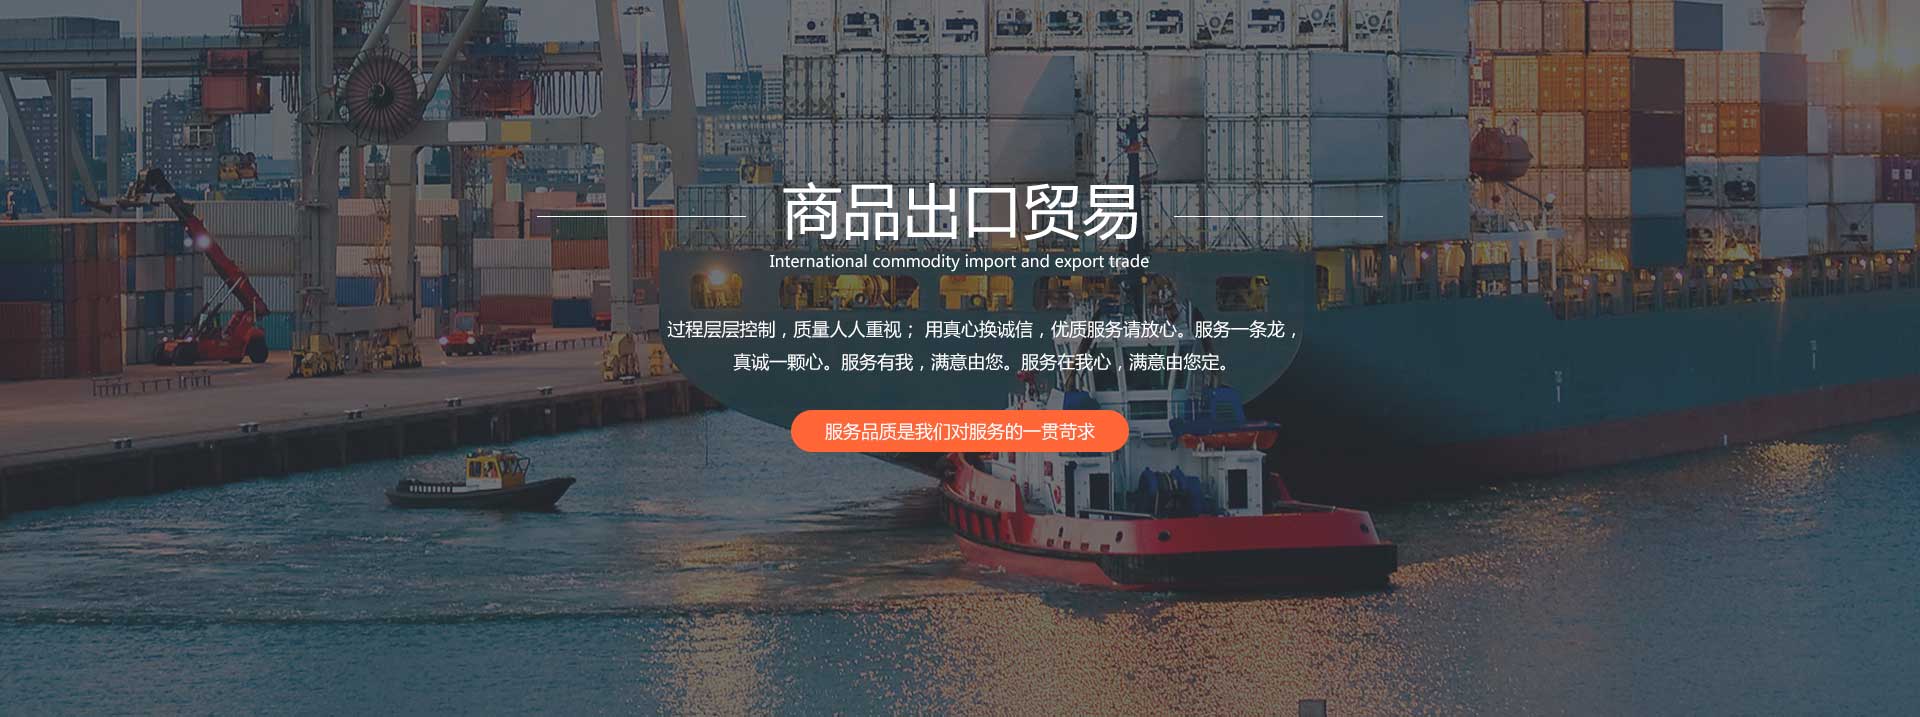 商品出口贸易
International commodity import and export trade
过程层层控制，质量人人重视； 用真心换诚信，优质服务请放心。服务一条龙，
真诚一颗心。服务有我，满意由您。服务在我心，满意由您定。
服务品质是我们对服务的一贯苛求